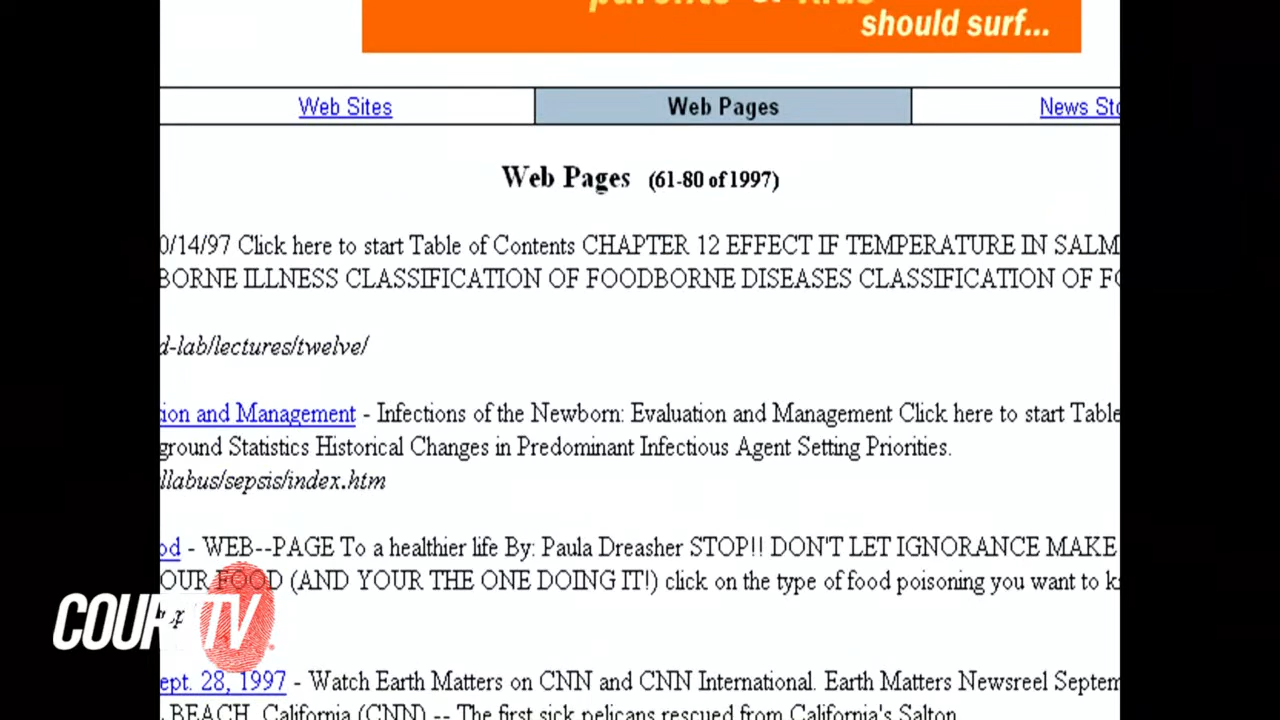 parents & kids
should surf...
Web Sites Web Pages News Sto
Web Pages (61-80 of 1997)
0/14/97 Click here to start Table of Contents CHAPTER 12 EFFECT IF TEMPERATURE IN SALM
BORNE ILLNESS CLASSIFICATION OF FOODBORNE DISEASES CLASSIFICATION OF FO
d-lab/lectures/twelve/
ion and Management - Infections of the Newborn: Evaluation and Management Click here to start Table
ground Statistics Historical Changes in Predominant Infectious Agent Setting Priorities.
llabus/sepsis/index.htm
od - WEB--PAGE To a healthier life By: Paula Dreasher STOP!! DON'T LET IGNORANCE MAKE
OUR FOOD (AND YOUR THE ONE DOING IT!) click on the type of food poisoning you want to k
COURT TV
ept. 28, 1997 - Watch Earth Matters on CNN and CNN International. Earth Matters Newsreel Septem
BEACH, California (CNN) -- The first sick pelicans rescued from California's Salton